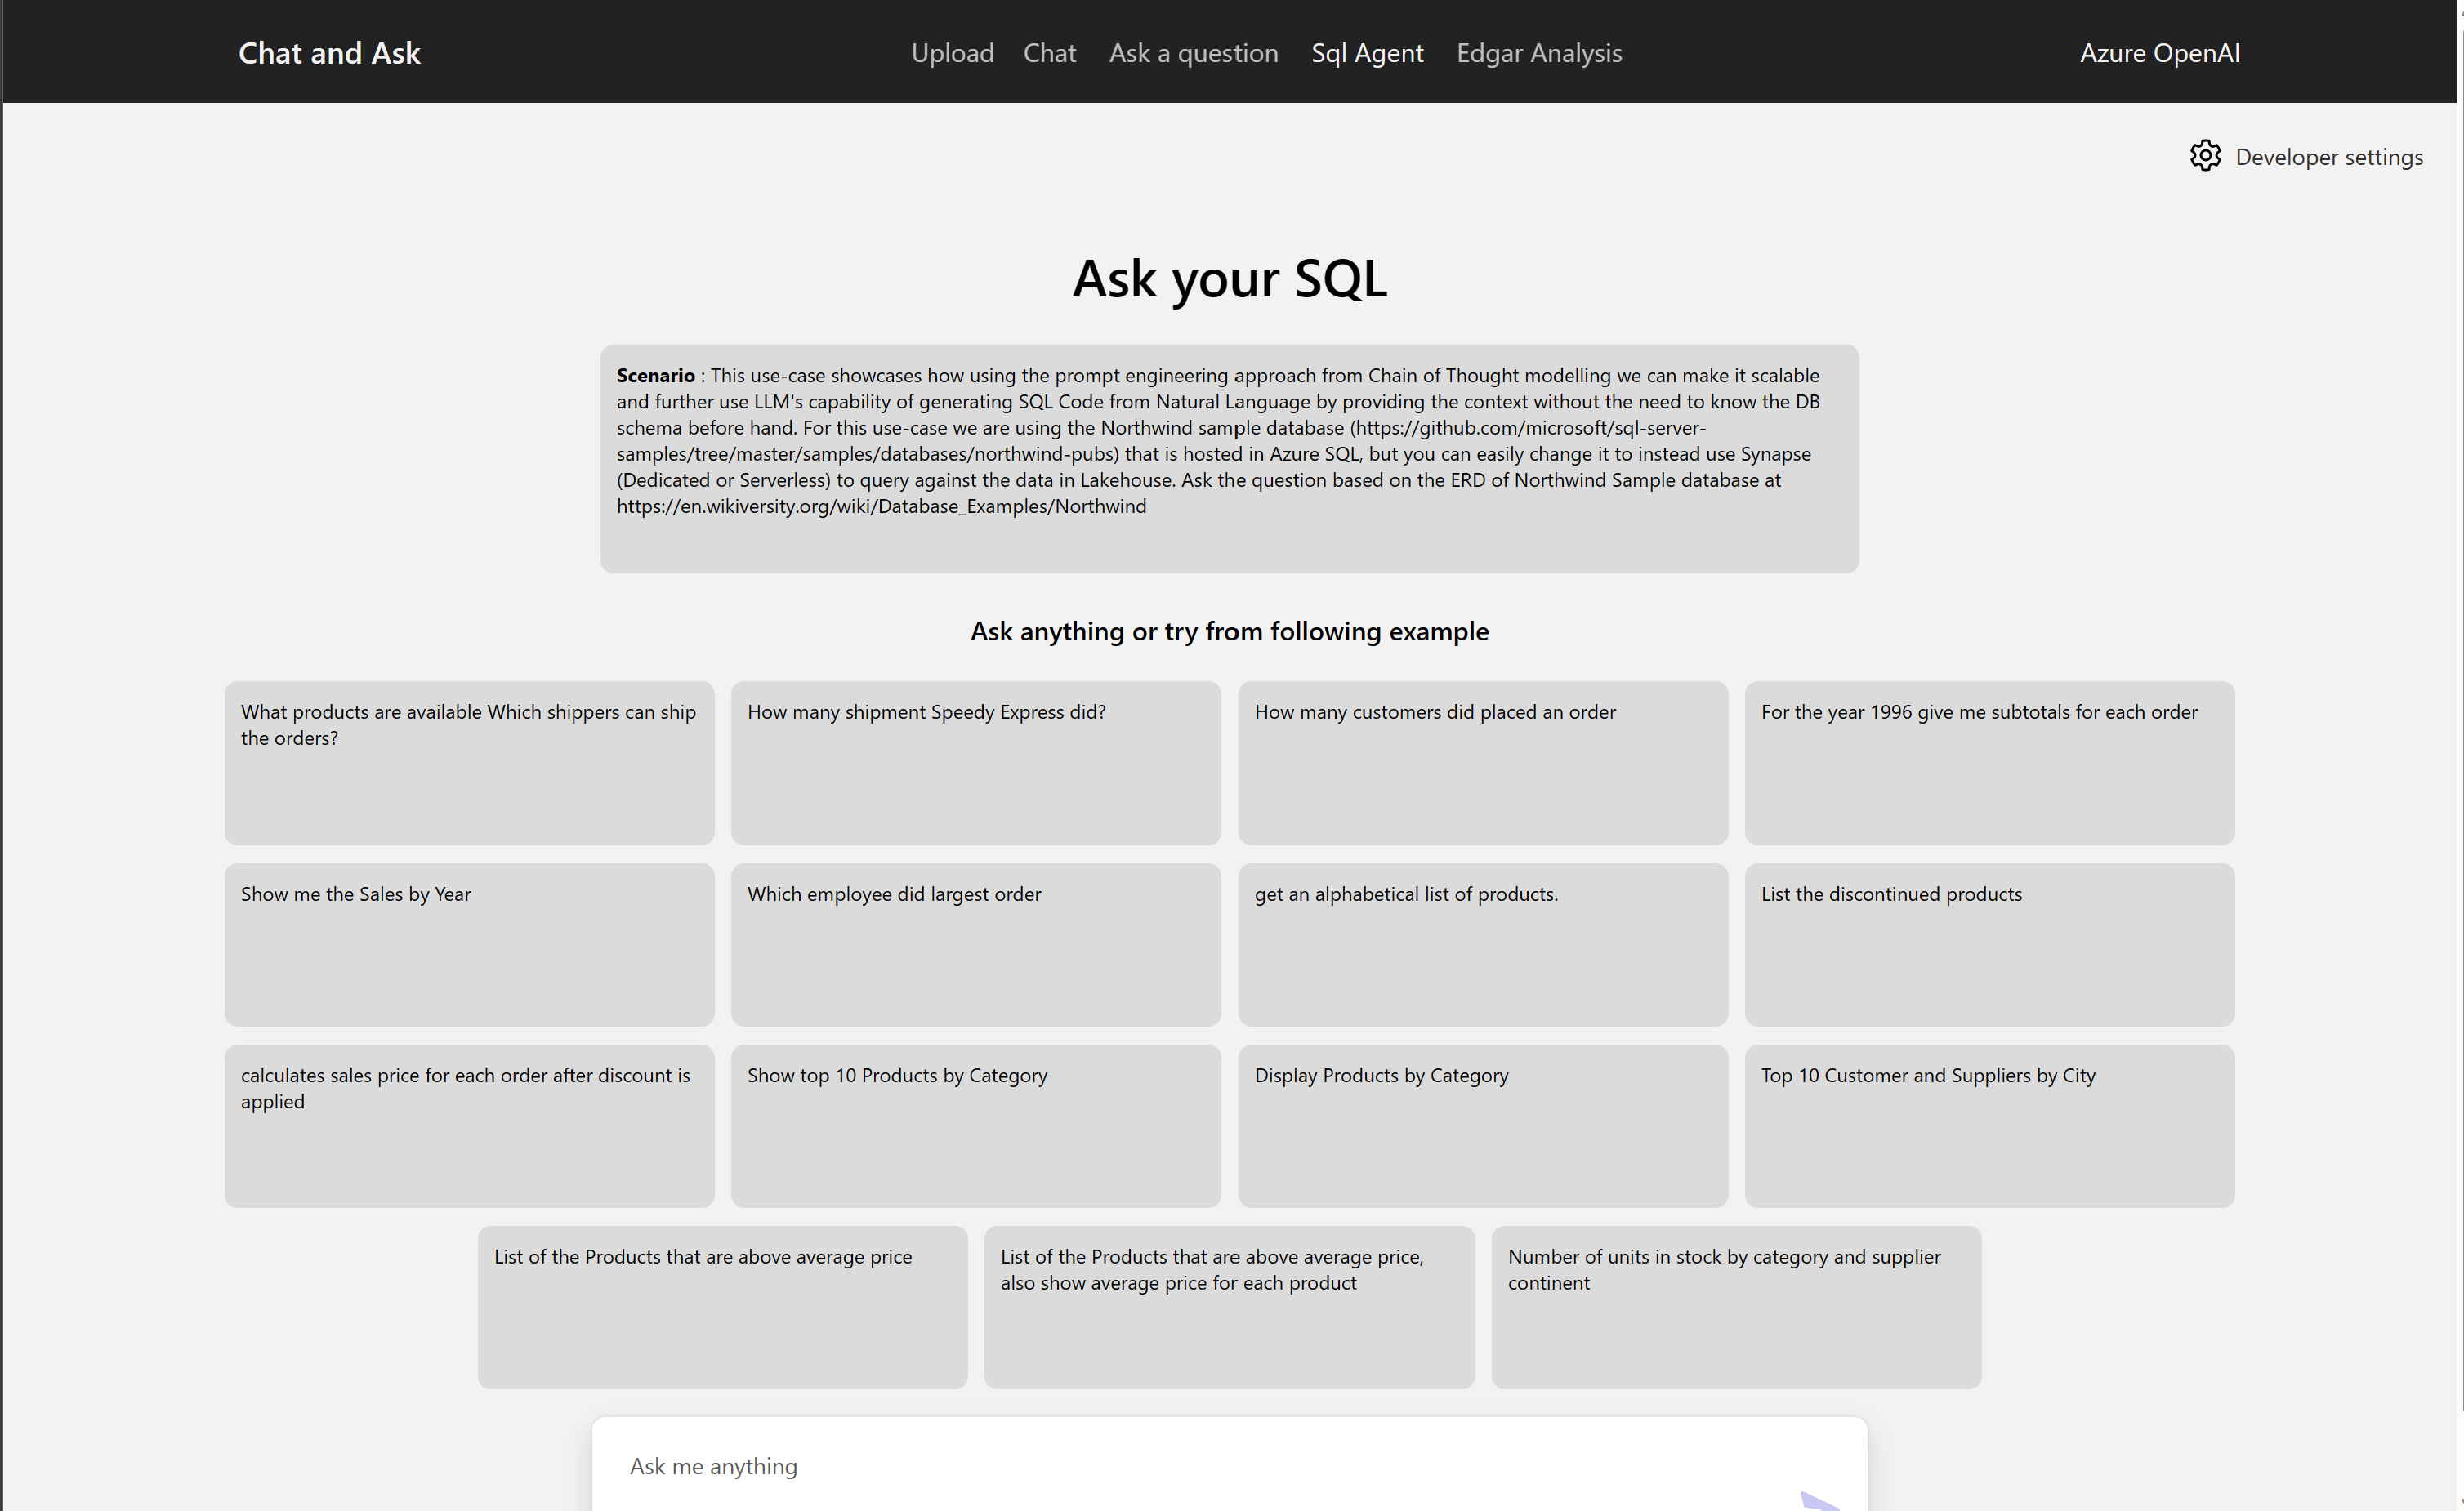 Chat and Ask
Upload
Chat
Ask a question
Sql Agent
Edgar Analysis
Azure OpenAI
Developer settings
Ask your SQL
Scenario : This use-case showcases how using the prompt engineering approach from Chain of Thought modelling we can make it scalable
and further use LLM's capability of generating SQL Code from Natural Language by providing the context without the need to know the DB
schema before hand. For this use-case we are using the Northwind sample database (https://github.com/microsoft/sql-server-
samples/tree/master/samples/databases/northwind-pubs) that is hosted in Azure SQL, but you can easily change it to instead use Synapse
(Dedicated or Serverless) to query against the data in Lakehouse. Ask the question based on the ERD of Northwind Sample database at
https://en.wikiversity.org/wiki/Database_Examples/Northwind
Ask anything or try from following example
What products are available Which shippers can ship
the orders?
How many shipment Speedy Express did?
How many customers did placed an order
For the year 1996 give me subtotals for each order
Show me the Sales by Year
Which employee did largest order
get an alphabetical list of products.
List the discontinued products
calculates sales price for each order after discount is
applied
Show top 10 Products by Category
Display Products by Category
Top 10 Customer and Suppliers by City
List of the Products that are above average price
List of the Products that are above average price,
also show average price for each product
Number of units in stock by category and supplier
continent
Ask me anything